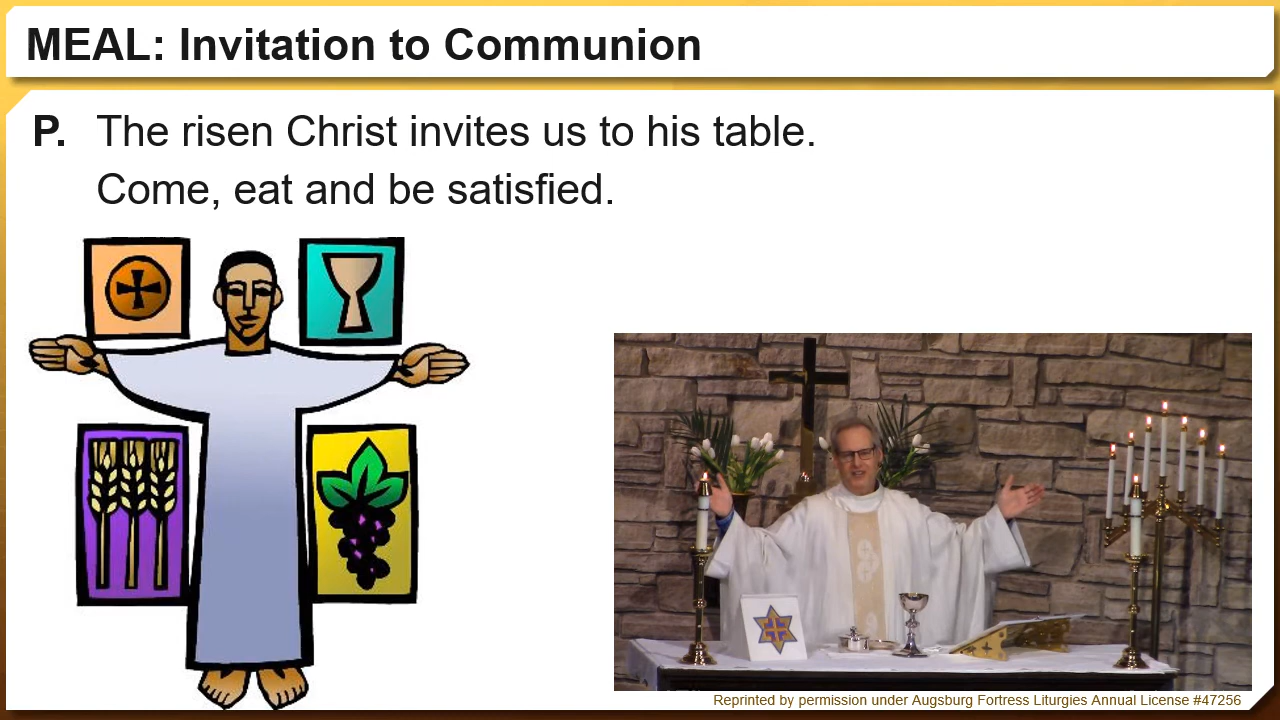 MEAL: Invitation to Communion
P. The risen Christ invites us to his table.
Come, eat and be satisfied.
Reprinted by permission under Augsburg Fortress Liturgies Annual License #47256